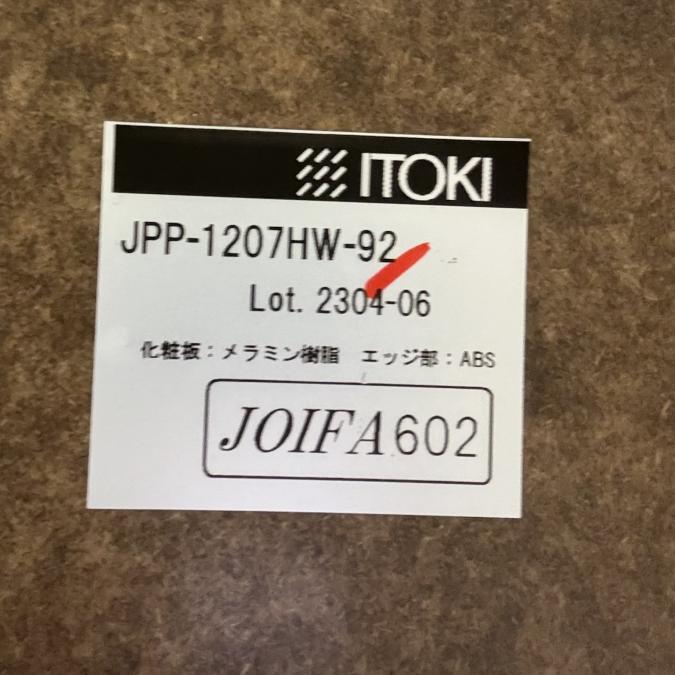 ITOKI
JPP-1207HW-92
Lot. 2304-06
化粧板：メラミン樹脂　エッジ部：ABS
JOIFA602